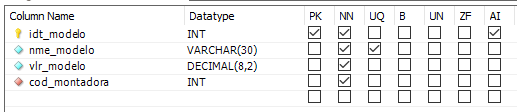 Column Name Datatype PK NN UQ B UN ZF AI
idt_modelo INT
nme_modelo VARCHAR(30)
vlr_modelo DECIMAL(8,2)
cod_montadora INT